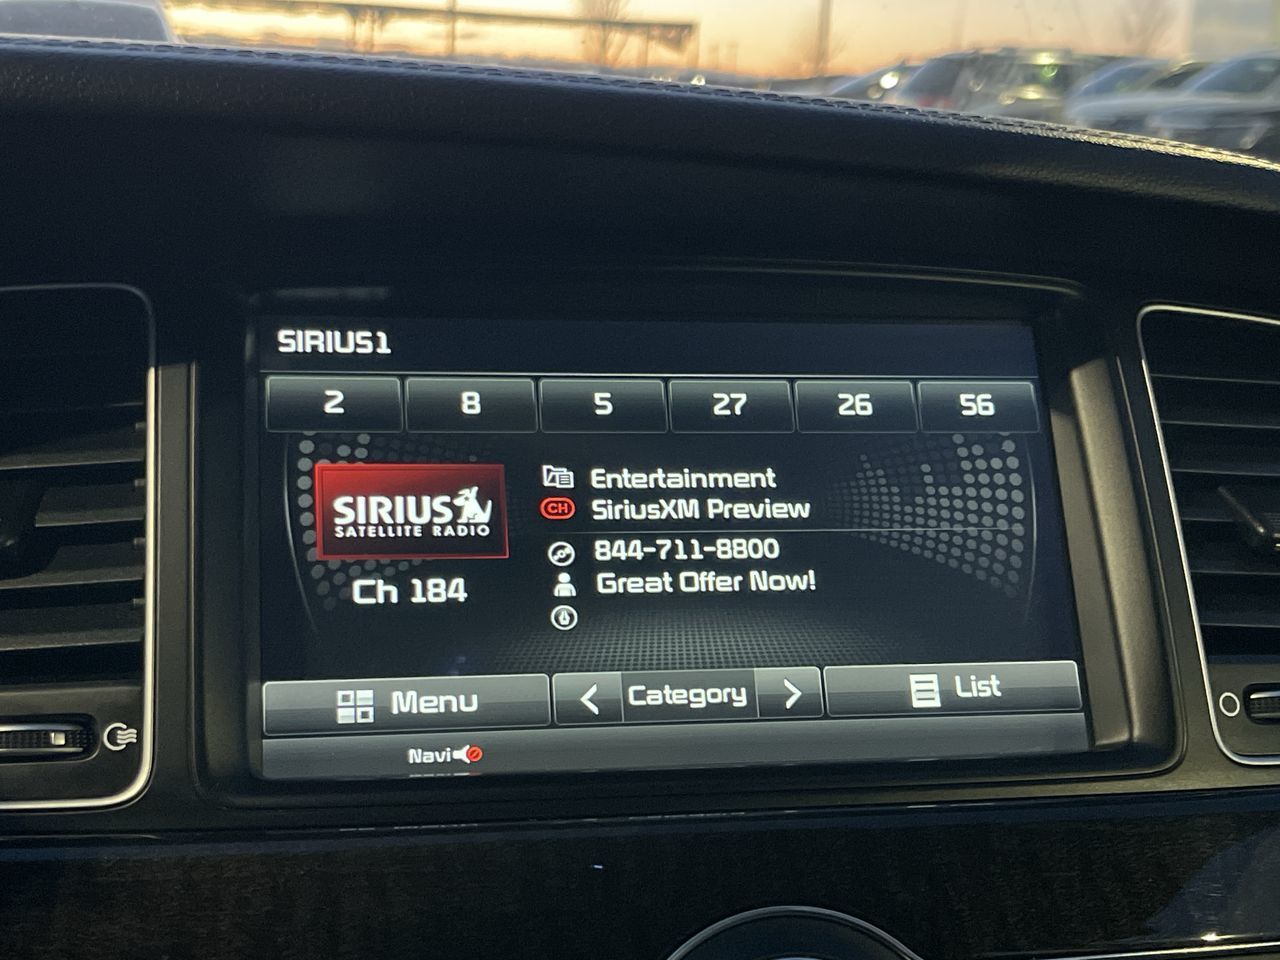 SIRIUS1
2 8 5 27 26 56
SIRIUS
SATELLITE RADIO
Ch 184
Entertainment
CH SiriusXM Preview
844-711-8800
Great Offer Now!
Menu
Category
List
Navi